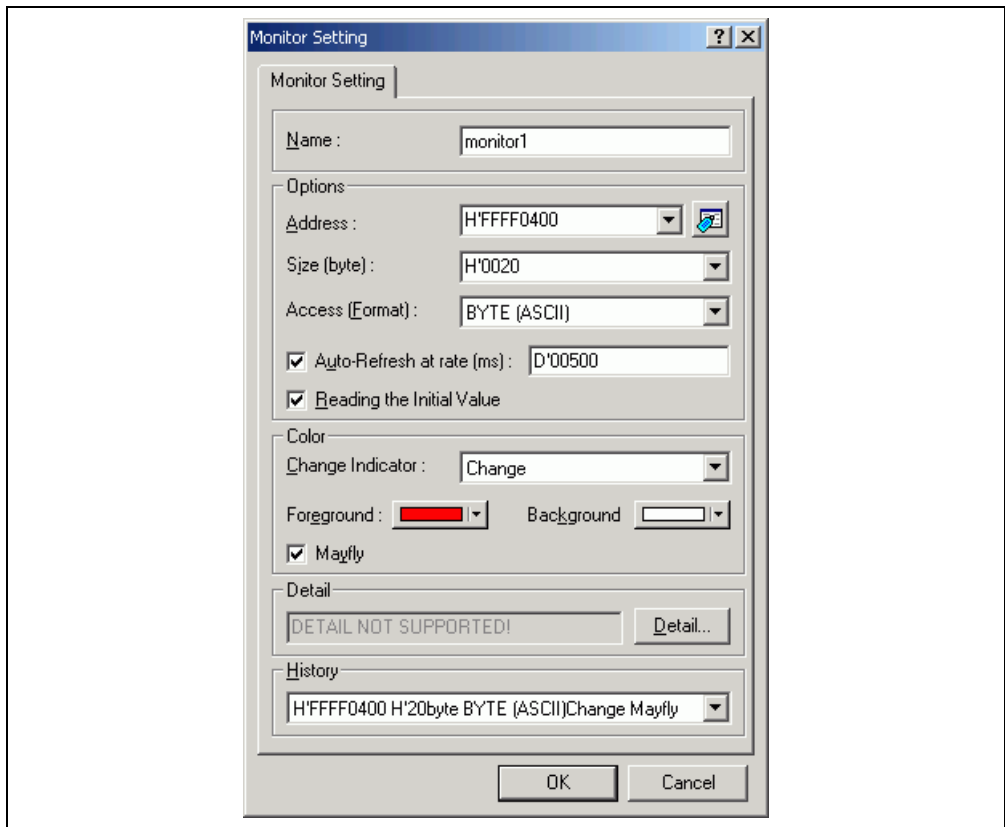 Monitor Setting
Monitor Setting
Name : monitor1
Options
Address : H'FFFF0400
Size (byte) : H'0020
Access (Format) : BYTE (ASCII)
Auto-Refresh at rate (ms) : D'00500
Reading the Initial Value
Color
Change Indicator : Change
Foreground : Background
Mayfly
Detail
DETAIL NOT SUPPORTED! Detail...
History
H'FFFF0400 H'20byte BYTE (ASCII)Change Mayfly
OK Cancel